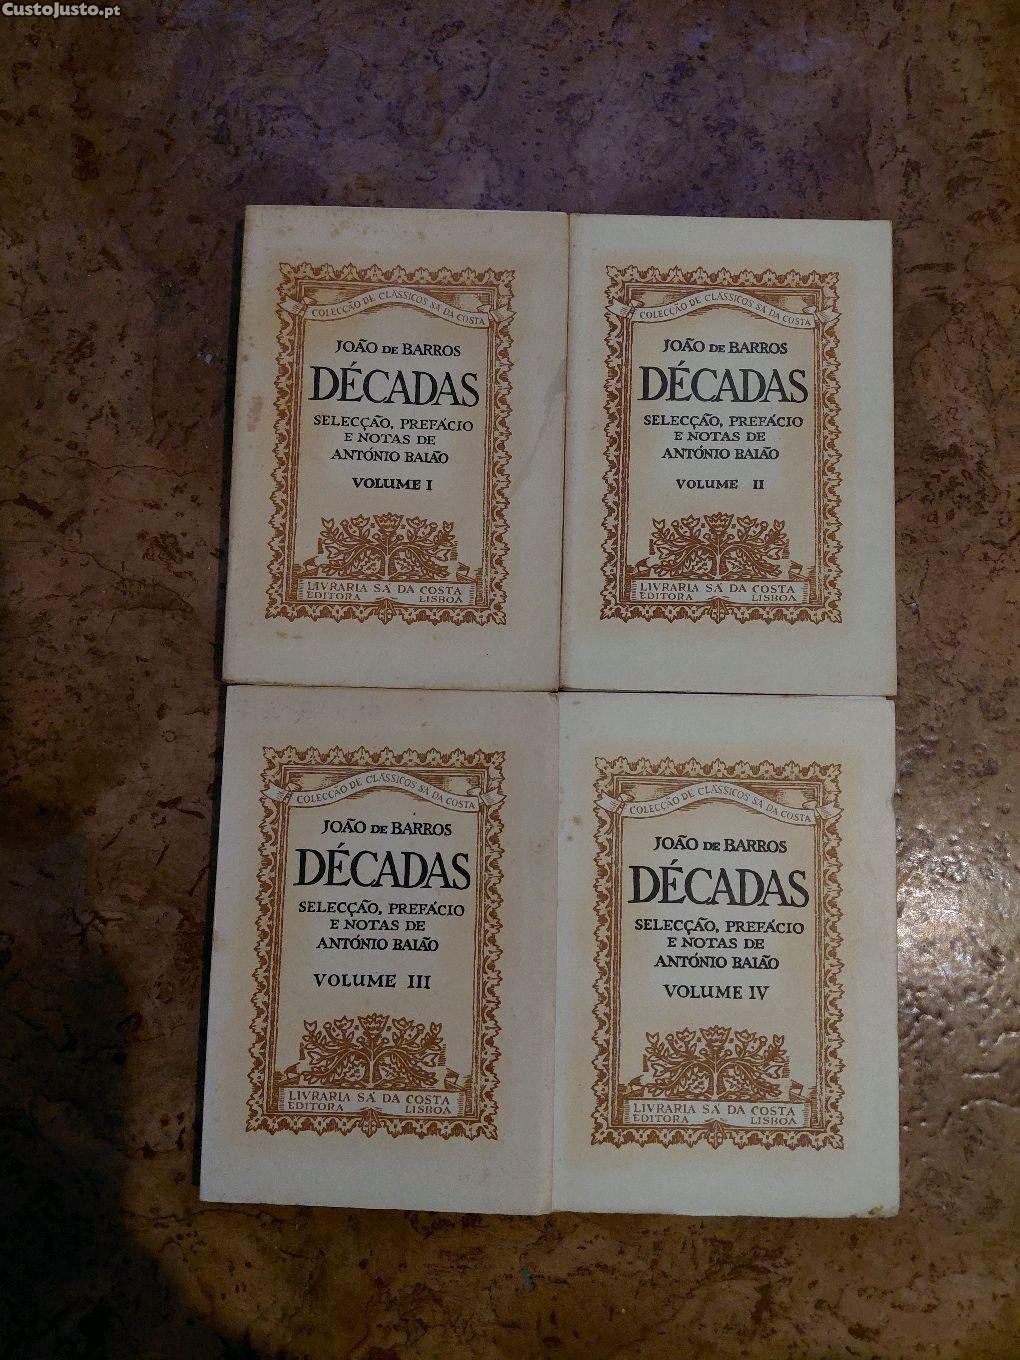 CustoJusto.pt
COLECÇÃO DE CLÁSSICOS SÁ DA COSTA
JOÃO DE BARROS
DÉCADAS
SELECÇÃO, PREFÁCIO
E NOTAS DE
ANTÓNIO BAIÃO
VOLUME I
LIVRARIA SÁ DA COSTA
EDITORA LISBOA
COLECÇÃO DE CLÁSSICOS SÁ DA COSTA
JOÃO DE BARROS
DÉCADAS
SELECÇÃO, PREFÁCIO
E NOTAS DE
ANTÓNIO BAIÃO
VOLUME II
LIVRARIA SÁ DA COSTA
EDITORA LISBOA
COLECÇÃO DE CLÁSSICOS SÁ DA COSTA
JOÃO DE BARROS
DÉCADAS
SELECÇÃO, PREFÁCIO
E NOTAS DE
ANTÓNIO BAIÃO
VOLUME III
LIVRARIA SÁ DA COSTA
EDITORA LISBOA
COLECÇÃO DE CLÁSSICOS SÁ DA COSTA
JOÃO DE BARROS
DÉCADAS
SELECÇÃO, PREFÁCIO
E NOTAS DE
ANTÓNIO BAIÃO
VOLUME IV
LIVRARIA SÁ DA COSTA
EDITORA LISBOA